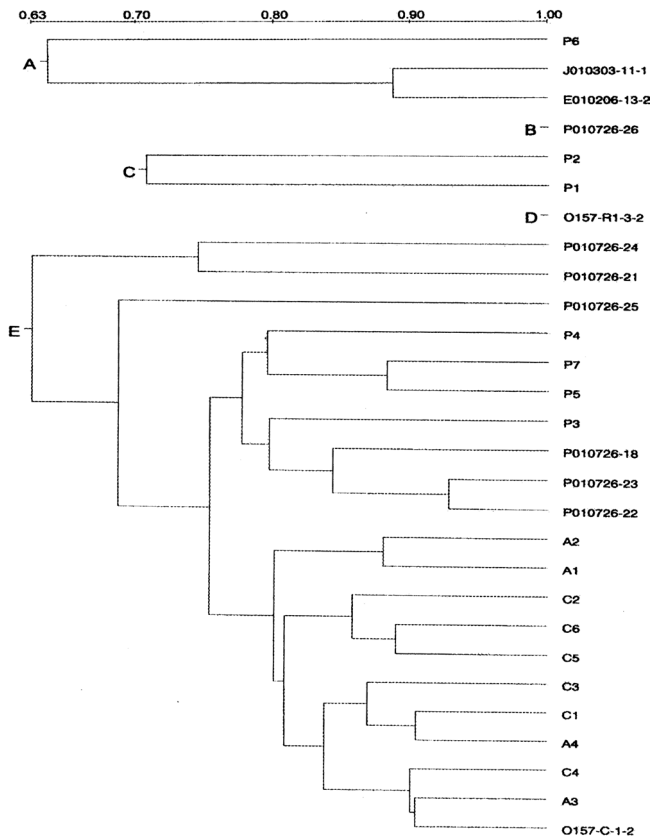 0.63 0.70 0.80 0.90 1.00
P6
A
J010303-11-1
E010206-13-2
B P010726-26
P2
C
P1
D O157-R1-3-2
P010726-24
P010726-21
P010726-25
E
P4
P7
P5
P3
P010726-18
P010726-23
P010726-22
A2
A1
C2
C6
C5
C3
C1
A4
C4
A3
O157-C-1-2